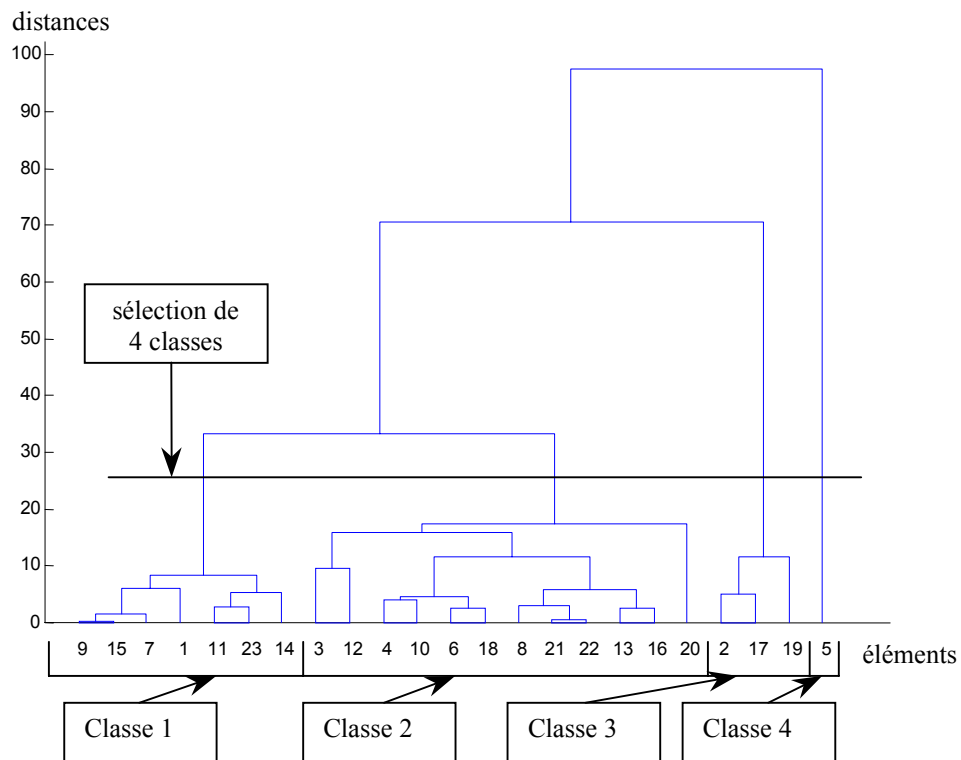 distances
100
90
80
70
60
50
40
30
20
10
0
sélection de
4 classes
9 15 7 1 11 23 14 3 12 4 10 6 18 8 21 22 13 16 20 2 17 19 5
éléments
Classe 1
Classe 2
Classe 3
Classe 4